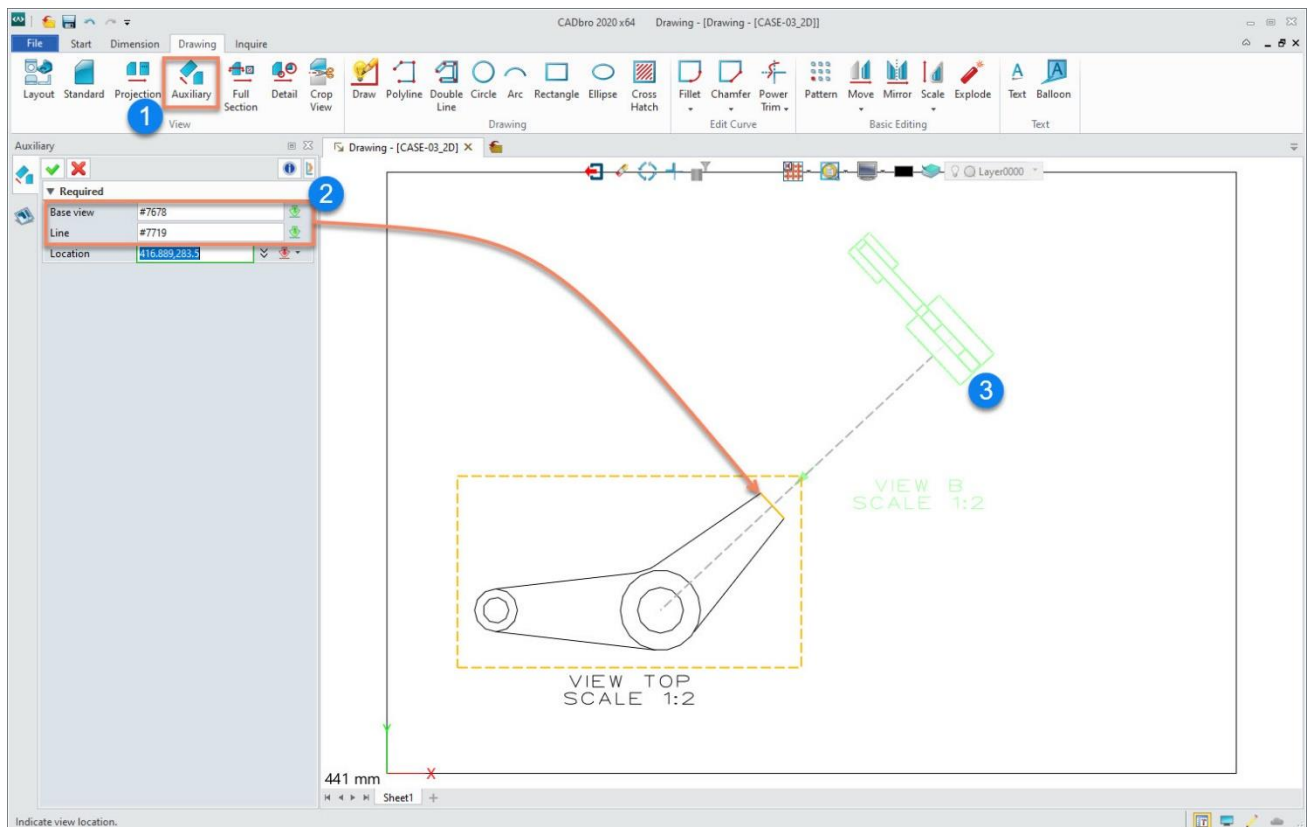 CADbro 2020 x64 Drawing - [Drawing - [CASE-03_2D]]
File Start Dimension Drawing Inquire
Layout Standard Projection Auxiliary Full Section Detail Crop View Draw Polyline Double Line Circle Arc Rectangle Ellipse Cross Hatch Fillet Chamfer Power Trim Pattern Move Mirror Scale Explode Text Balloon
1
View Drawing Edit Curve Basic Editing Text
Auxiliary
Drawing - [CASE-03_2D]
Layer0000
Required
2
Base view #7678
Line #7719
Location 416.889,283.5
3
VIEW B
SCALE 1:2
VIEW TOP
SCALE 1:2
441 mm
X
Sheet1
Indicate view location.